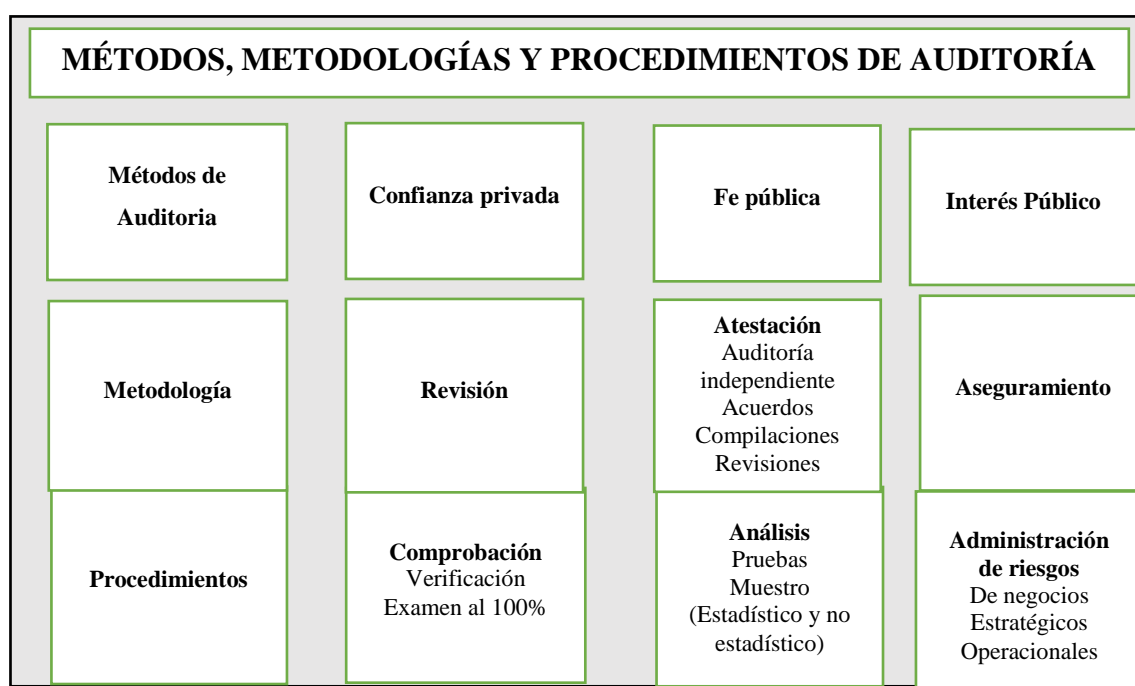 MÉTODOS, METODOLOGÍAS Y PROCEDIMIENTOS DE AUDITORÍA
Métodos de
Auditoria
Confianza privada
Fe pública
Interés Público
Metodología
Revisión
Atestación
Auditoría
independiente
Acuerdos
Compilaciones
Revisiones
Aseguramiento
Procedimientos
Comprobación
Verificación
Examen al 100%
Análisis
Pruebas
Muestro
(Estadístico y no
estadístico)
Administración
de riesgos
De negocios
Estratégicos
Operacionales